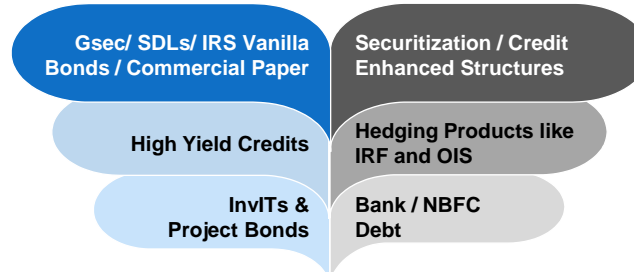 Gsec/ SDLs/ IRS Vanilla
Bonds / Commercial Paper
Securitization / Credit
Enhanced Structures
High Yield Credits
Hedging Products like
IRF and OIS
InvITs &
Project Bonds
Bank / NBFC
Debt